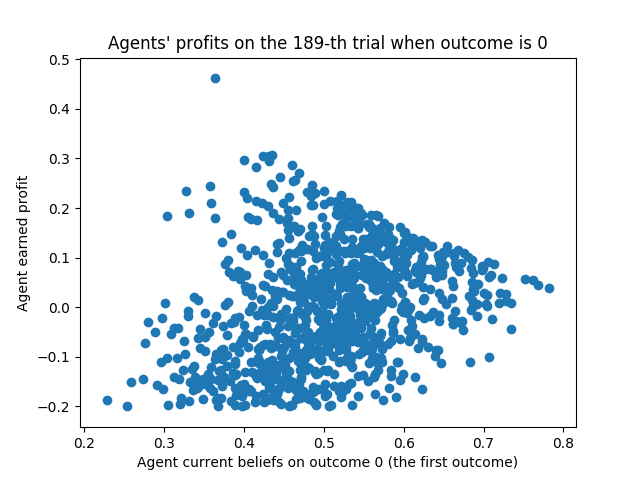 Agents' profits on the 189-th trial when outcome is 0
0.5
0.4
0.3
0.2
0.1
0.0
−0.1
−0.2
Agent earned profit
0.2 0.3 0.4 0.5 0.6 0.7 0.8
Agent current beliefs on outcome 0 (the first outcome)